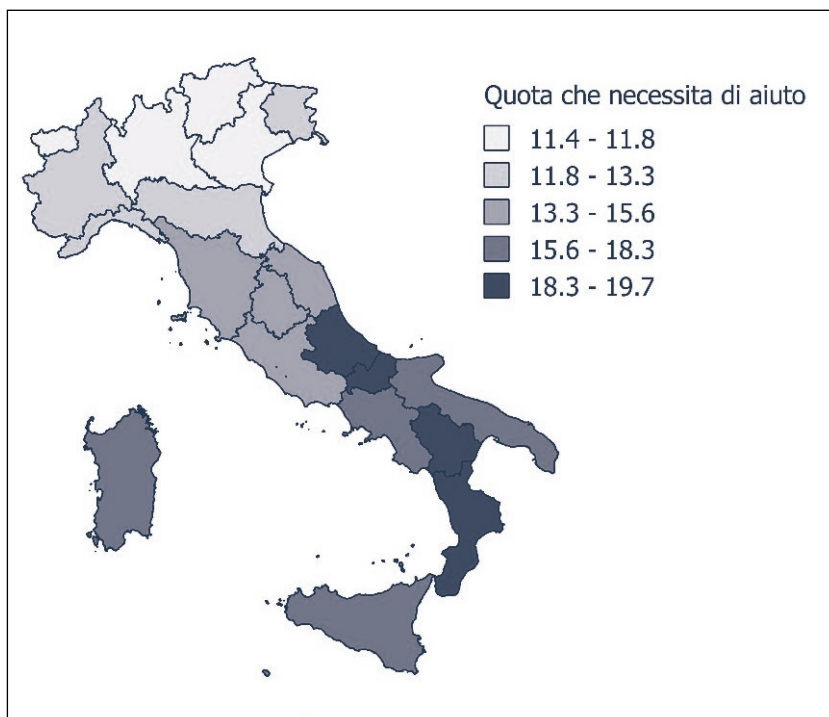 Quota che necessita di aiuto
11.4 - 11.8
11.8 - 13.3
13.3 - 15.6
15.6 - 18.3
18.3 - 19.7